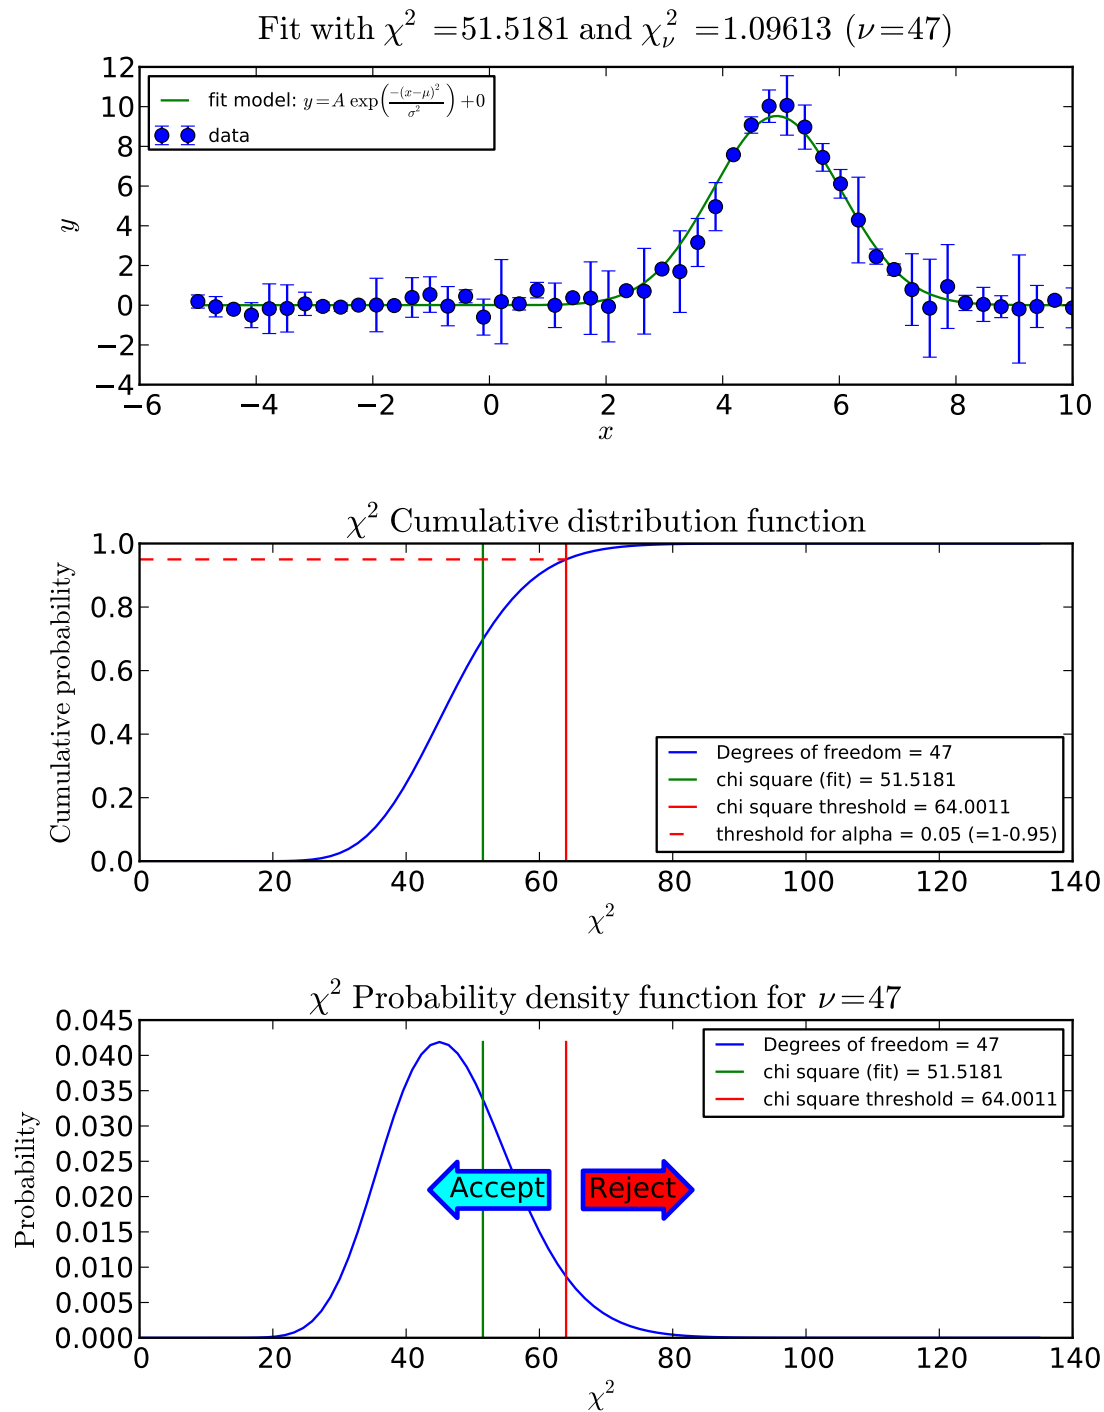 Fit with χ² =51.5181 and χ²_ν =1.09613 (ν=47)
12
10
8
6
4
2
0
−2
−4
y
fit model: y=A exp(−(x−μ)²/σ²)+0
data
−6 −4 −2 0 2 4 6 8 10
x
χ² Cumulative distribution function
1.0
0.8
0.6
0.4
0.2
0.0
Cumulative probability
Degrees of freedom = 47
chi square (fit) = 51.5181
chi square threshold = 64.0011
threshold for alpha = 0.05 (=1-0.95)
0 20 40 60 80 100 120 140
χ²
χ² Probability density function for ν=47
0.045
0.040
0.035
0.030
0.025
0.020
0.015
0.010
0.005
0.000
Probability
Degrees of freedom = 47
chi square (fit) = 51.5181
chi square threshold = 64.0011
Accept Reject
0 20 40 60 80 100 120 140
χ²